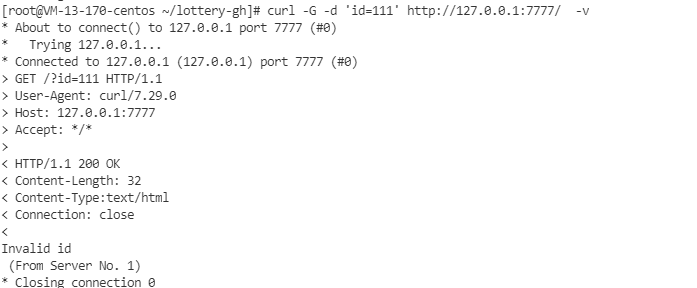 [root@VM-13-170-centos ~/lottery-gh]# curl -G -d 'id=111' http://127.0.0.1:7777/  -v
* About to connect() to 127.0.0.1 port 7777 (#0)
*   Trying 127.0.0.1...
* Connected to 127.0.0.1 (127.0.0.1) port 7777 (#0)
> GET /?id=111 HTTP/1.1
> User-Agent: curl/7.29.0
> Host: 127.0.0.1:7777
> Accept: */*
>
< HTTP/1.1 200 OK
< Content-Length: 32
< Content-Type:text/html
< Connection: close
<
Invalid id
 (From Server No. 1)
* Closing connection 0